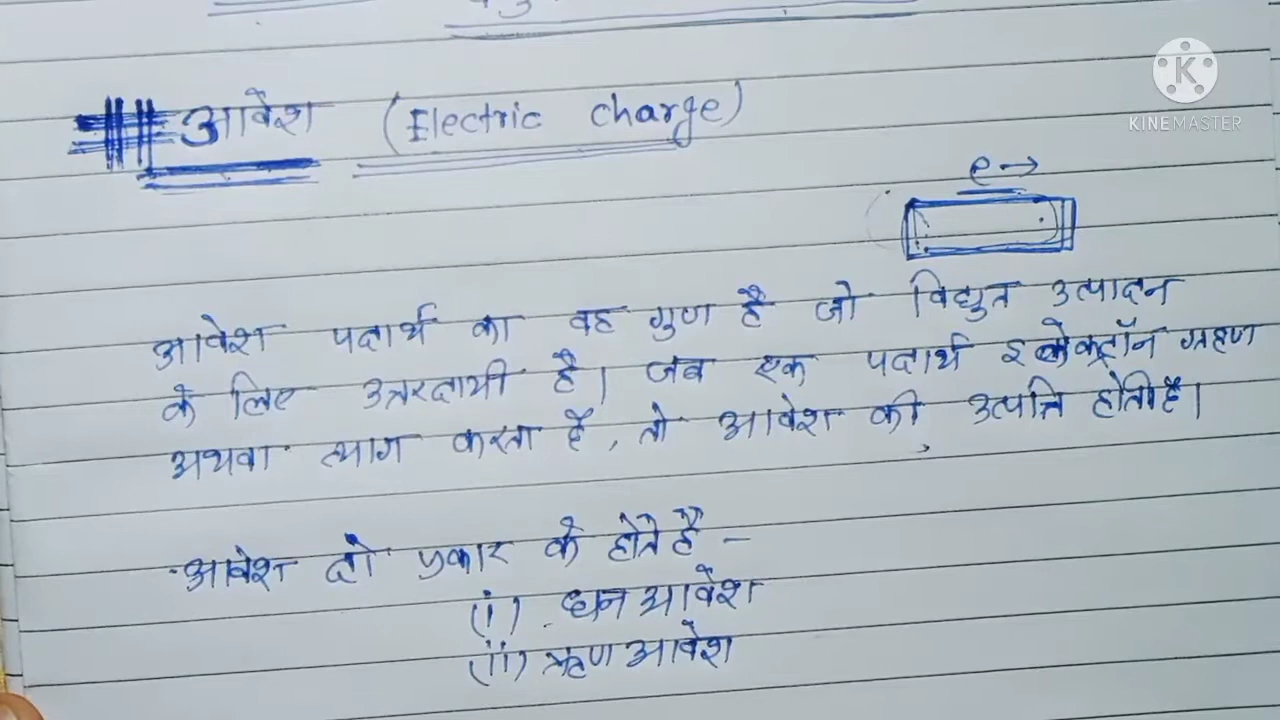 आवेश (Electric charge)
e→
आवेश पदार्थ का वह गुण है जो विद्युत उत्पादन
के लिए उत्तरदायी है। जब एक पदार्थ इलेक्ट्रॉन ग्रहण
अथवा त्याग करता है, तो आवेश की उत्पत्ति होती है।
आवेश दो प्रकार के होते है –
(i) धन आवेश
(ii) ऋण आवेश
K
KINEMASTER